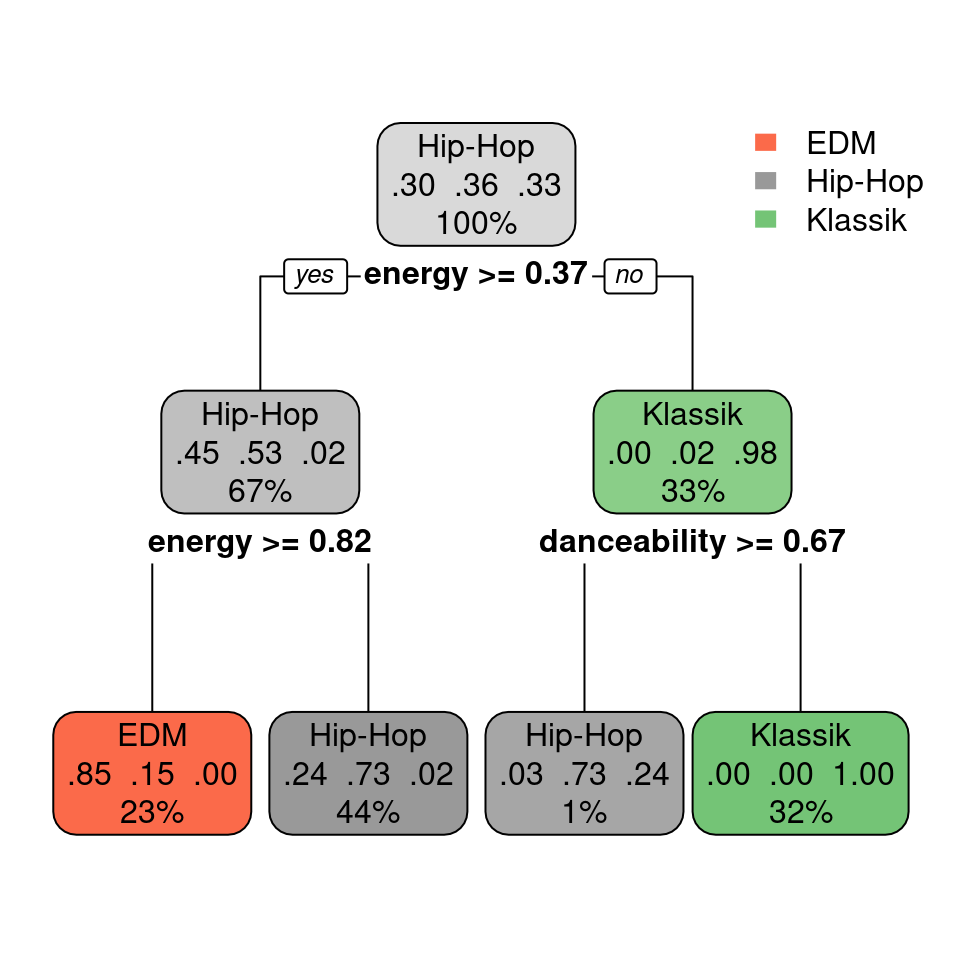 Hip-Hop
.30 .36 .33
100%
EDM
Hip-Hop
Klassik
yes energy >= 0.37 no
Hip-Hop
.45 .53 .02
67%
Klassik
.00 .02 .98
33%
energy >= 0.82
danceability >= 0.67
EDM
.85 .15 .00
23%
Hip-Hop
.24 .73 .02
44%
Hip-Hop
.03 .73 .24
1%
Klassik
.00 .00 1.00
32%